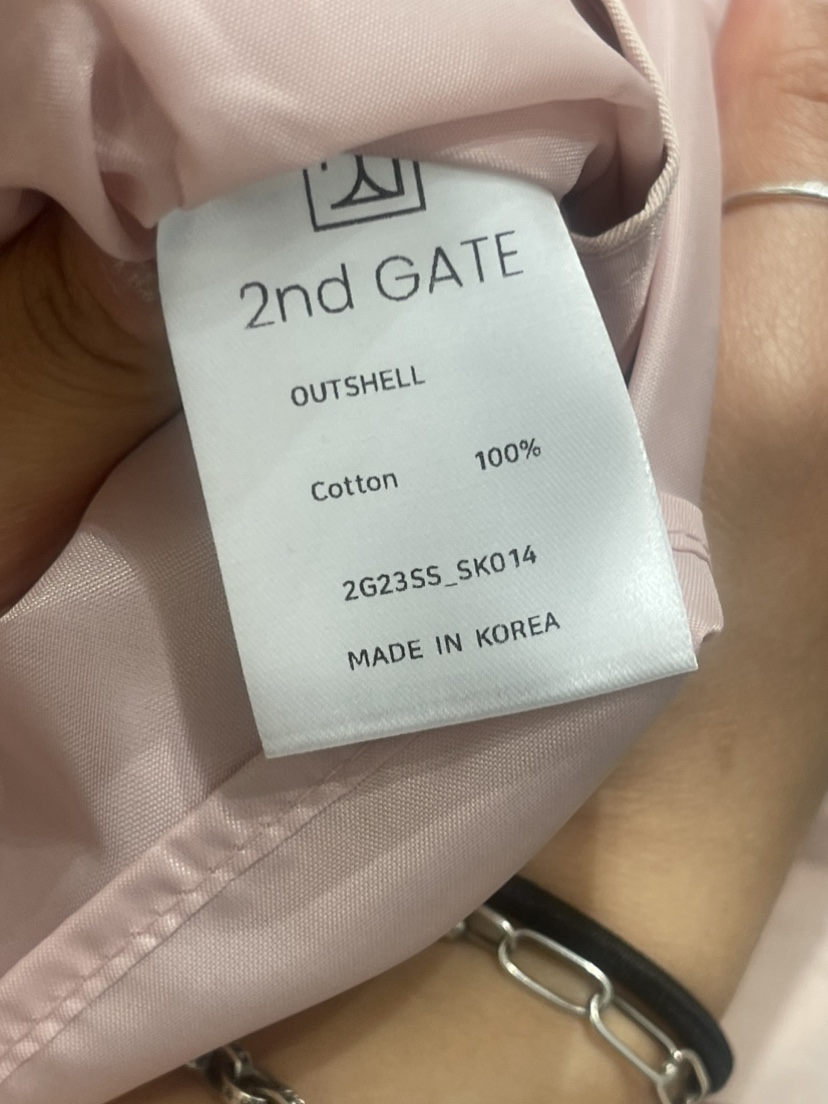 2nd GATE
OUTSHELL
Cotton 100%
2G23SS_SK014
MADE IN KOREA